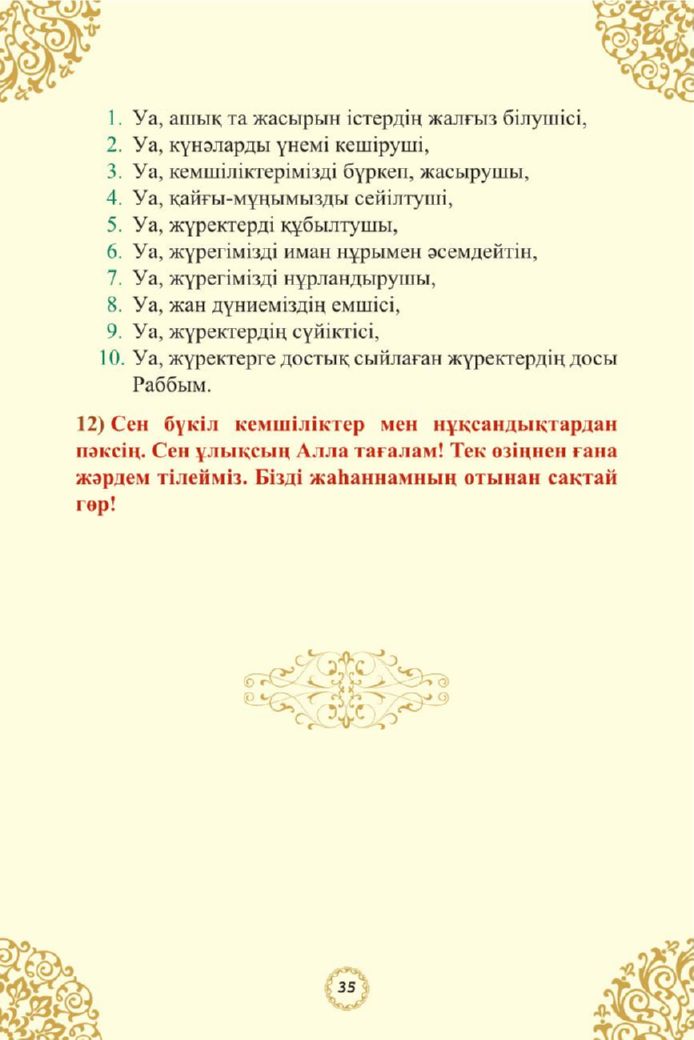 1. Уа, ашық та жасырын істердің жалғыз білушісі,
2. Уа, күнәларды үнемі кешіруші,
3. Уа, кемшіліктерімізді бүркеп, жасырушы,
4. Уа, қайғы-мұңымызды сейілтуші,
5. Уа, жүректерді құбылтушы,
6. Уа, жүрегімізді иман нұрымен әсемдейтін,
7. Уа, жүрегімізді нұрландырушы,
8. Уа, жан дүниеміздің емшісі,
9. Уа, жүректердің сүйіктісі,
10. Уа, жүректерге достық сыйлаған жүректердің досы
Раббым.
12) Сен бүкіл кемшіліктер мен нұқсандықтардан
пәксің. Сен ұлықсың Алла тағалам! Тек өзіңнен ғана
жәрдем тілейміз. Бізді жаһаннамның отынан сақтай
гөр!
35